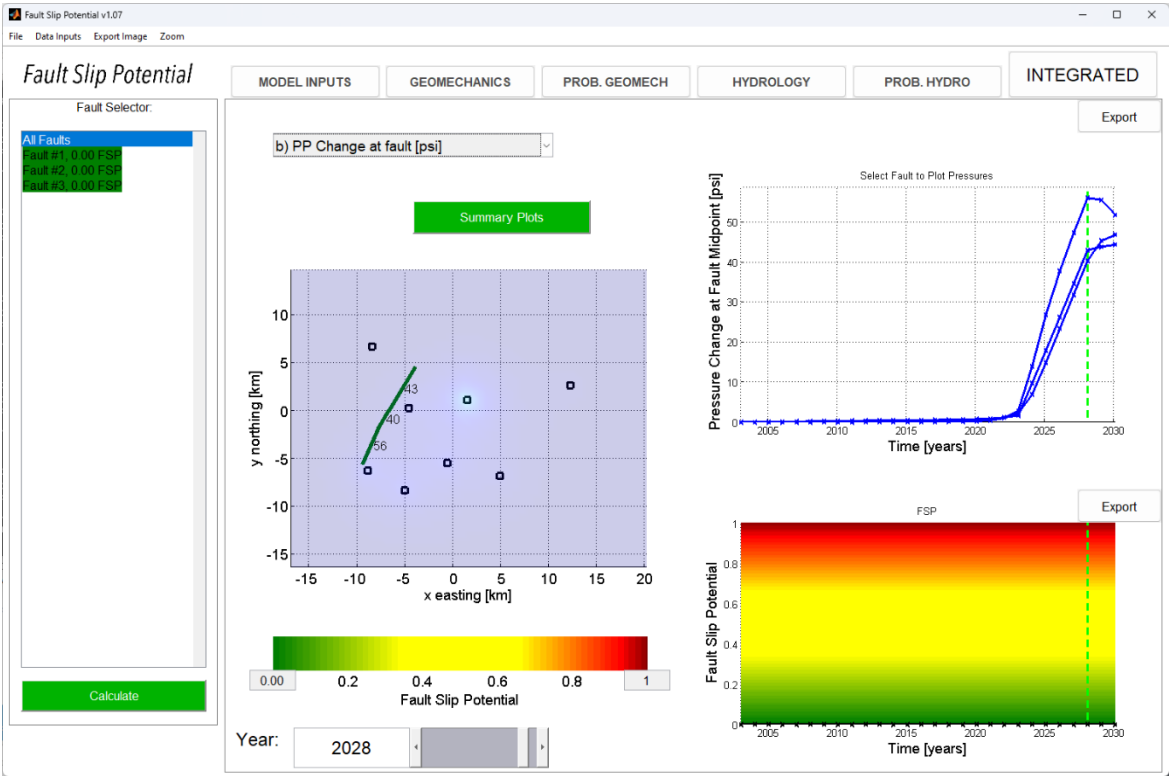 Fault Slip Potential v1.07
File Data Inputs Export Image Zoom
Fault Slip Potential
MODEL INPUTS
GEOMECHANICS
PROB. GEOMECH
HYDROLOGY
PROB. HYDRO
INTEGRATED
Fault Selector:
All Faults
Fault #1, 0.00 FSP
Fault #2, 0.00 FSP
Fault #3, 0.00 FSP
Calculate
b) PP Change at fault [psi]
Summary Plots
y northing [km]
10
5
0
-5
-10
-15
43
40
56
-15 -10 -5 0 5 10 15 20
x easting [km]
0.00 0.2 0.4 0.6 0.8 1
Fault Slip Potential
Year:
2028
Export
Select Fault to Plot Pressures
Pressure Change at Fault Midpoint [psi]
50
40
30
20
10
0
2005 2010 2015 2020 2025 2030
Time [years]
Export
FSP
Fault Slip Potential
1
0.8
0.6
0.4
0.2
0
2005 2010 2015 2020 2025 2030
Time [years]